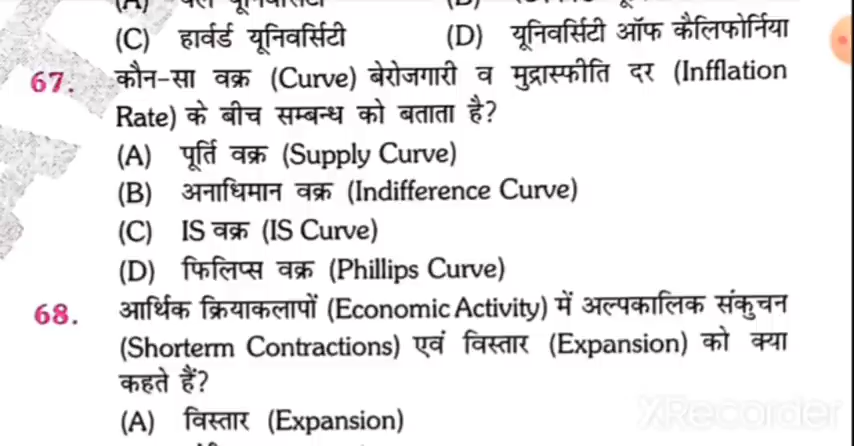 (C) हार्वर्ड यूनिवर्सिटी (D) यूनिवर्सिटी ऑफ कैलिफोर्निया
67. कौन-सा वक्र (Curve) बेरोजगारी व मुद्रास्फीति दर (Infflation
Rate) के बीच सम्बन्ध को बताता है?
(A) पूर्ति वक्र (Supply Curve)
(B) अनाधिमान वक्र (Indifference Curve)
(C) IS वक्र (IS Curve)
(D) फिलिप्स वक्र (Phillips Curve)
68. आर्थिक क्रियाकलापों (Economic Activity) में अल्पकालिक संकुचन
(Shorterm Contractions) एवं विस्तार (Expansion) को क्या
कहते हैं?
(A) विस्तार (Expansion)
XRecorder